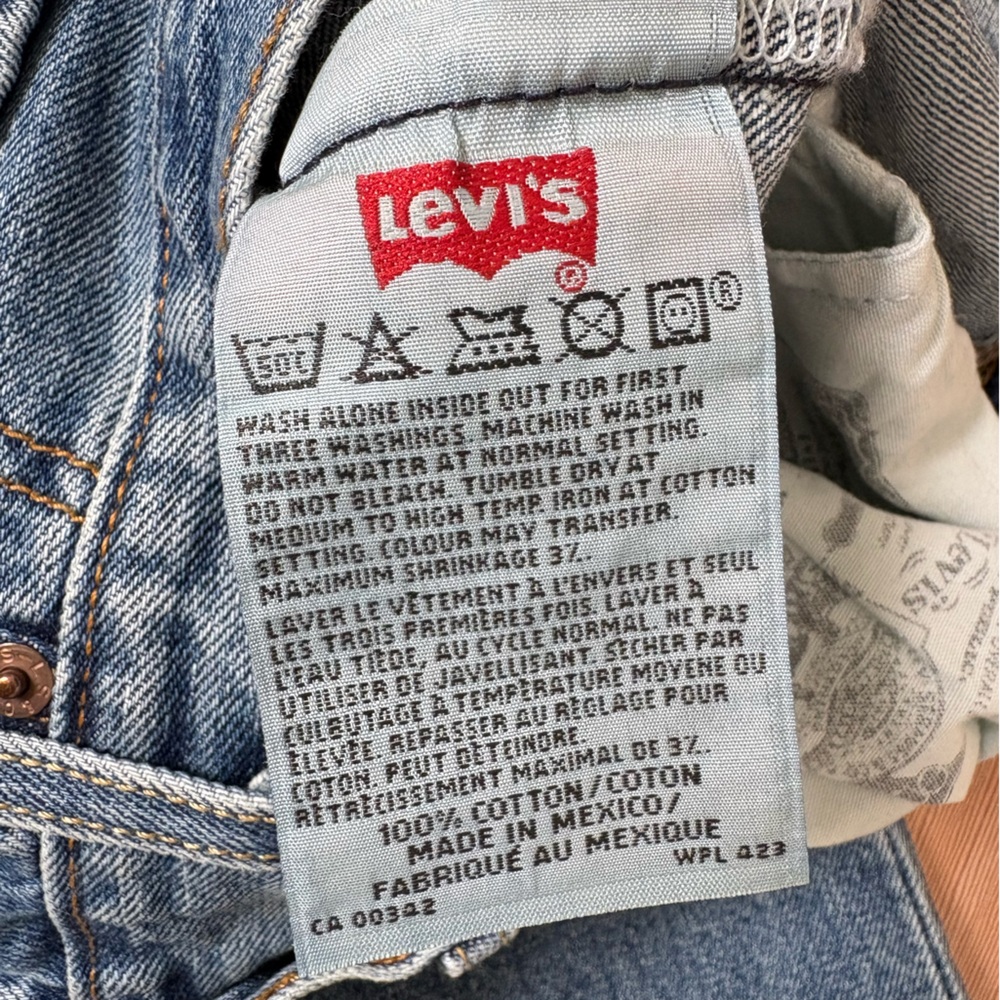 Levi's
®
50C
®
WASH ALONE INSIDE OUT FOR FIRST
THREE WASHINGS. MACHINE WASH IN
WARM WATER AT NORMAL SETTING.
DO NOT BLEACH. TUMBLE DRY AT
MEDIUM TO HIGH TEMP. IRON AT COTTON
SETTING. COLOUR MAY TRANSFER.
MAXIMUM SHRINKAGE 3%.
LAVER LE VÊTEMENT À L'ENVERS ET SEUL
LES TROIS PREMIÈRES FOIS. LAVER À
L'EAU TIÈDE, AU CYCLE NORMAL. NE PAS
UTILISER DE JAVELLISANT. SÉCHER PAR
CULBUTAGE À TEMPÉRATURE MOYENNE OU
ÉLEVÉE. REPASSER AU RÉGLAGE POUR
COTON. PEUT DÉTEINDRE.
RÉTRÉCISSEMENT MAXIMAL DE 3%.
100% COTTON/COTON
MADE IN MEXICO/
FABRIQUÉ AU MEXIQUE
WPL 423
CA 00342
LEVI'S